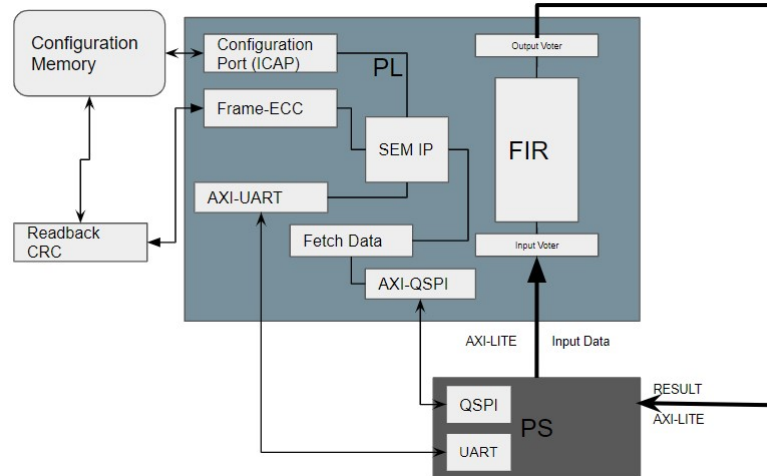 Configuration
Memory
Configuration
Port (ICAP)
PL
Output Voter
Frame-ECC
SEM IP
FIR
AXI-UART
Readback
CRC
Fetch Data
Input Voter
AXI-QSPI
AXI-LITE
Input Data
RESULT
AXI-LITE
QSPI
PS
UART